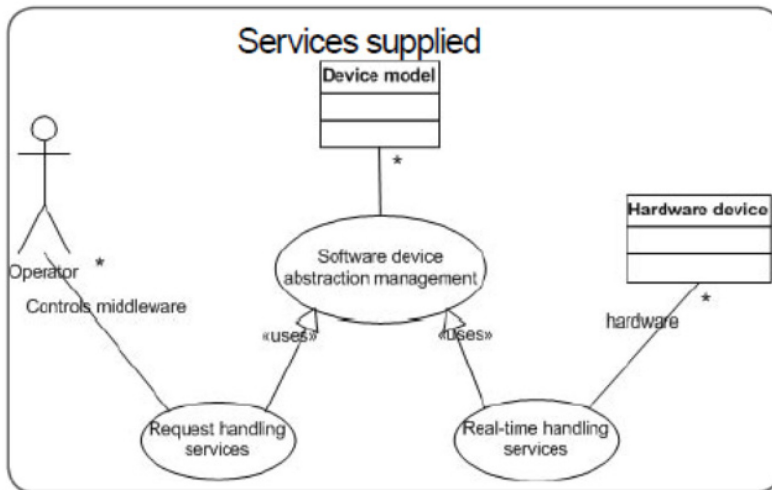 Services supplied
Device model
*
Hardware device
*
Operator
*
Controls middleware
hardware
Software device
abstraction management
«uses»
«uses»
Request handling
services
Real-time handling
services